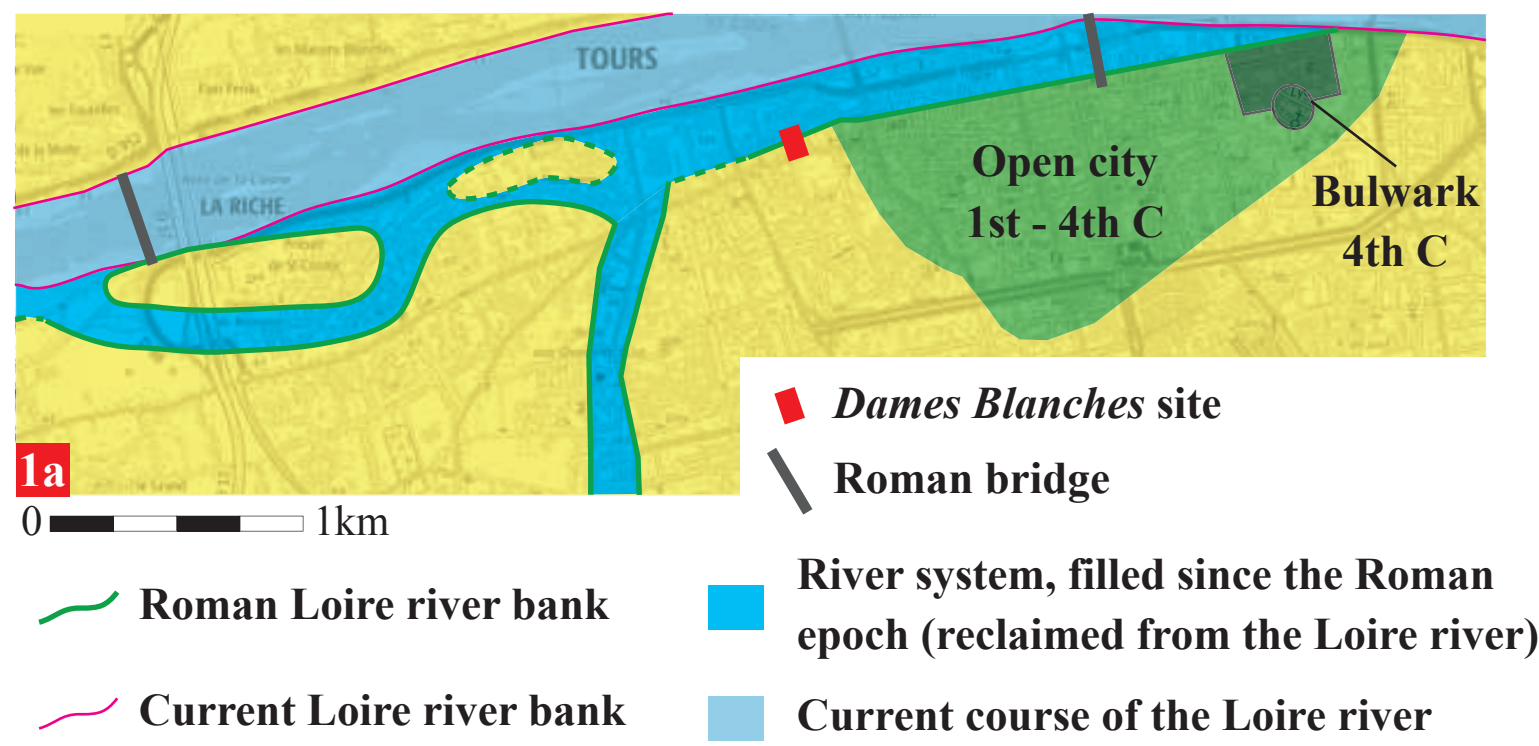 TOURS
LA RICHE
Open city
1st - 4th C
Bulwark
4th C
1a
0 1km
Dames Blanches site
Roman bridge
Roman Loire river bank
River system, filled since the Roman
epoch (reclaimed from the Loire river)
Current Loire river bank
Current course of the Loire river